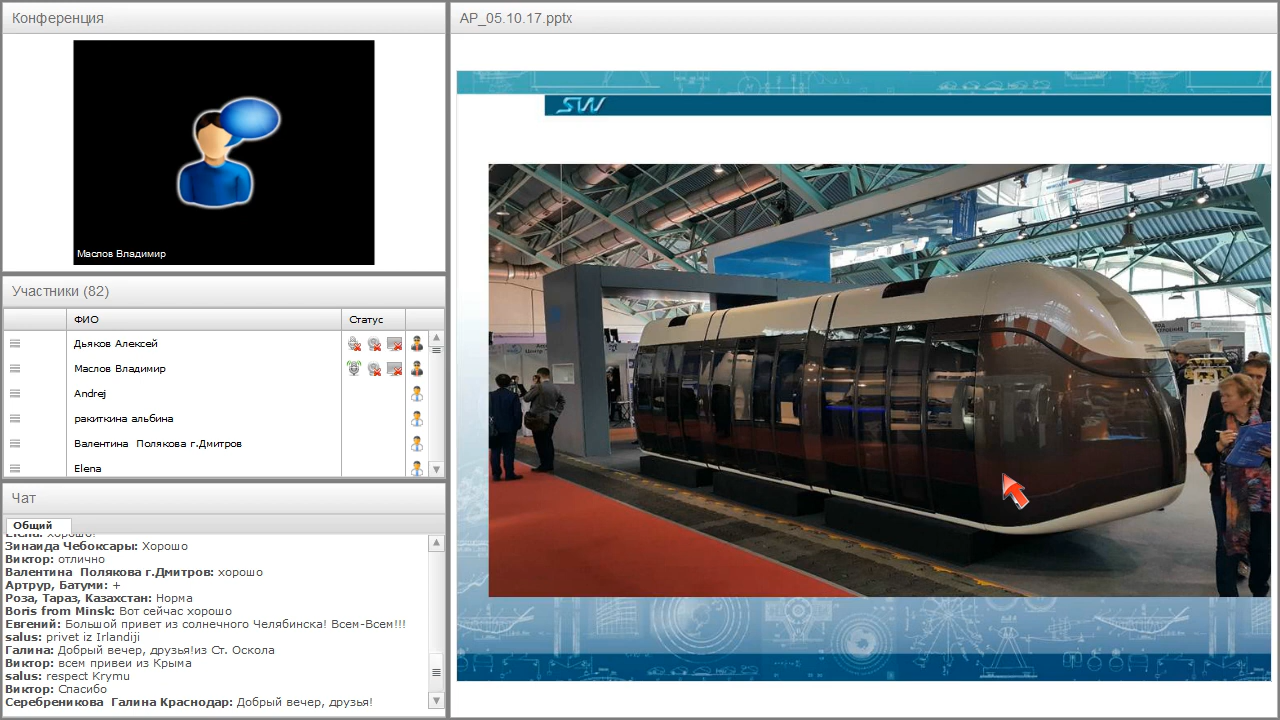 Конференция
Маслов Владимир
Участники (82)
ФИО
Статус
Дьяков Алексей
Маслов Владимир
Andrej
ракиткина альбина
Валентина Полякова г.Дмитров
Elena
Чат
Общий
Elena: хорошо!
Зинаида Чебоксары: Хорошо
Виктор: отлично
Валентина Полякова г.Дмитров: хорошо
Артрур, Батуми: +
Роза, Тараз, Казахстан: Норма
Boris from Minsk: Вот сейчас хорошо
Евгений: Большой привет из солнечного Челябинска! Всем-Всем!!!
salus: privet iz Irlandiji
Галина: Добрый вечер, друзья!из Ст. Оскола
Виктор: всем привеи из Крыма
salus: respect Krymu
Виктор: Спасибо
Серебреникова Галина Краснодар: Добрый вечер, друзья!
AP_05.10.17.pptx
SW